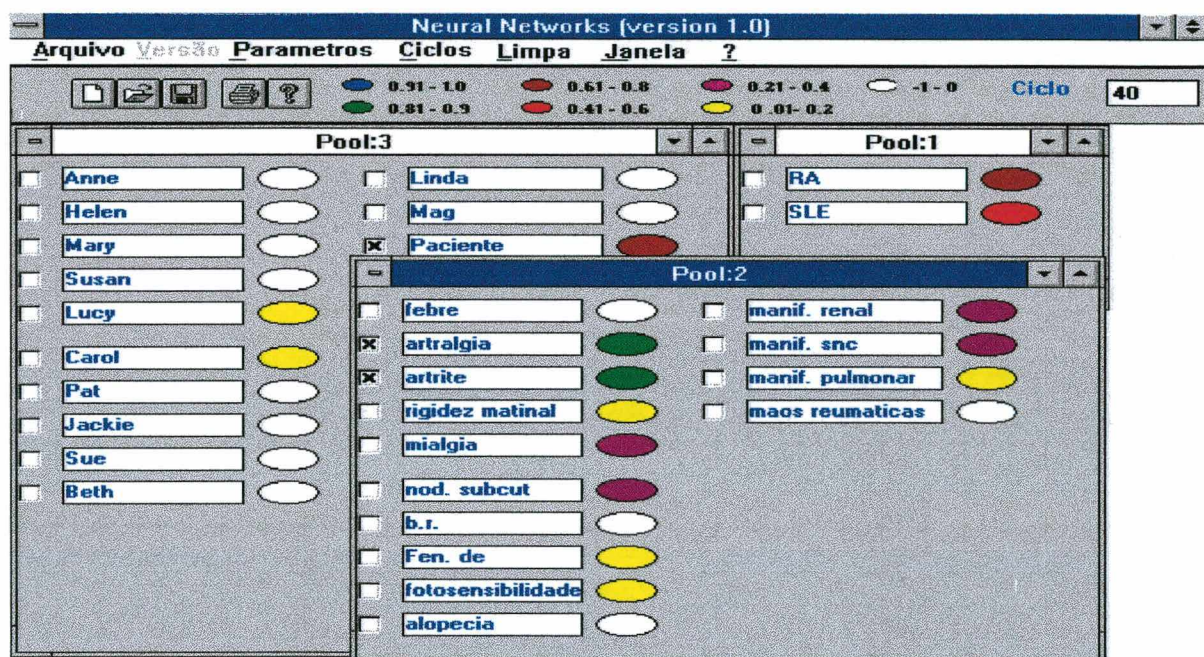 Neural Networks (version 1.0)
Arquivo Versão Parametros Ciclos Limpa Janela ?
0.91 - 1.0 0.61 - 0.8 0.21 - 0.4 -1 - 0 Ciclo 40
0.81 - 0.9 0.41 - 0.6 0 .01- 0.2
Pool:3
Anne Linda
Helen Mag
Mary Paciente
Susan
Lucy
Carol
Pat
Jackie
Sue
Beth
Pool:1
RA
SLE
Pool:2
febre manif. renal
artralgia manif. snc
artrite manif. pulmonar
rigidez matinal maos reumaticas
mialgia
nod. subcut
b.r.
Fen. de
fotosensibilidade
alopecia